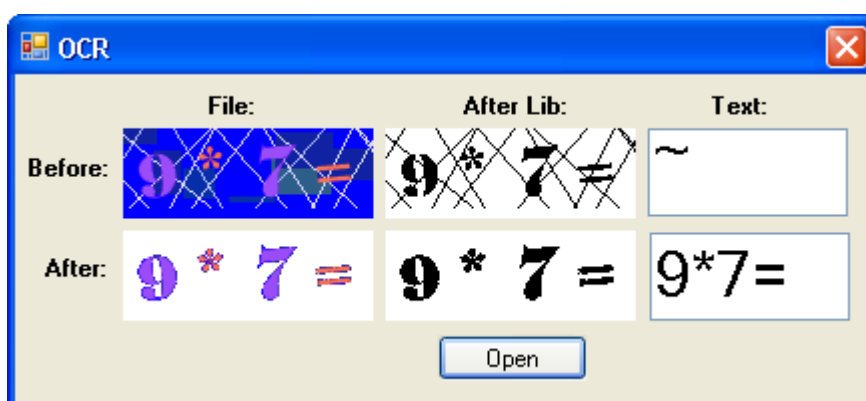 OCR
File: After Lib: Text:
Before: 9 * 7 = 9 * 7 = ~
After: 9 * 7 = 9 * 7 = 9*7=
Open